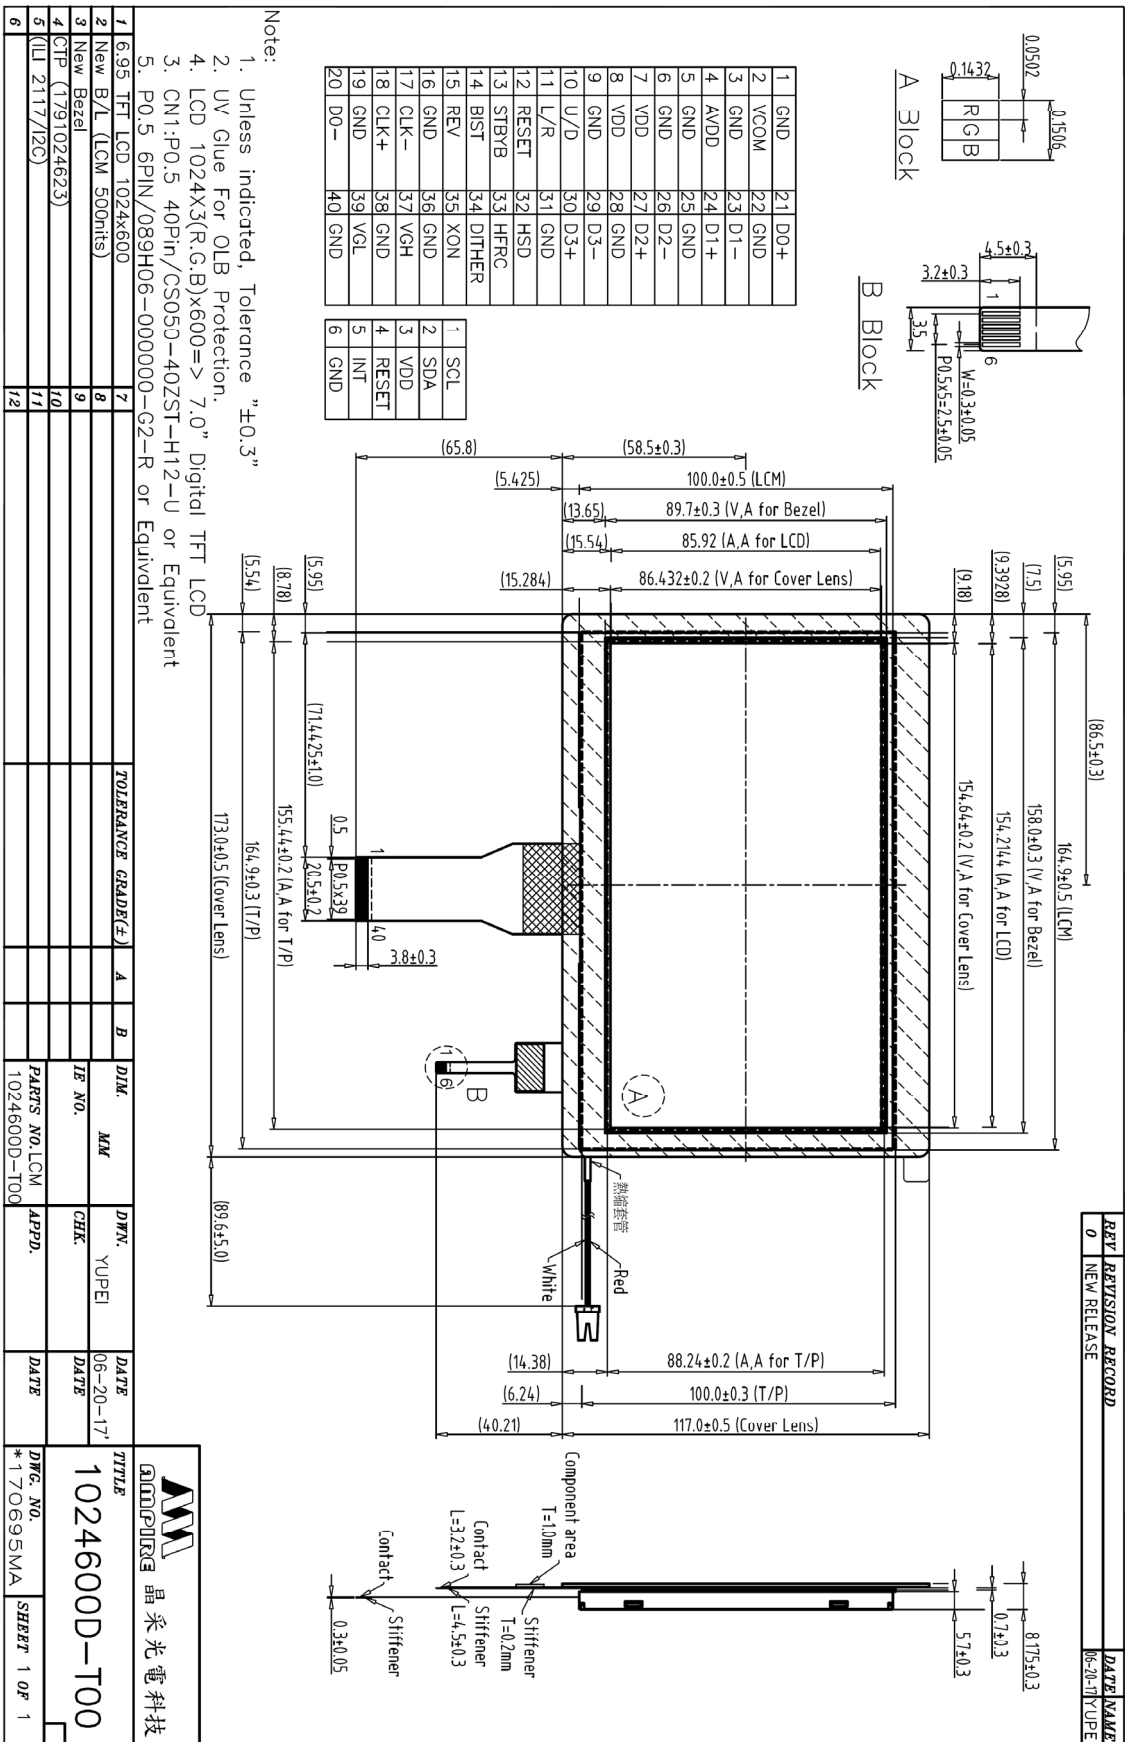 REV REVISION RECORD DATE NAME
0 NEW RELEASE 06-20-17 YUPE
0.0502
0.1506
0.1432
R G B
A Block
4.5±0.3
3.2±0.3
1
6
3.5
W=0.3±0.05
P0.5x5=2.5±0.05
B Block
1 GND 21 D0+
2 VCOM 22 GND
3 GND 23 D1-
4 AVDD 24 D1+
5 GND 25 GND
6 GND 26 D2-
7 VDD 27 D2+
8 VDD 28 GND
9 GND 29 D3-
10 U/D 30 D3+
11 L/R 31 GND
12 RESET 32 HSD
13 STBYB 33 HFRC
14 BIST 34 DITHER
15 REV 35 XON
16 GND 36 GND
17 CLK- 37 VGH
18 CLK+ 38 GND
19 GND 39 VGL
20 D0- 40 GND
1 SCL
2 SDA
3 VDD
4 RESET
5 INT
6 GND
(86.5±0.3)
(5.95) 164.9±0.5 (LCM)
(7.5) 158.0±0.3 (V,A for Bezel)
(9.3928) 154.2144 (A,A for LCD)
(9.18) 154.64±0.2 (V,A for Cover Lens)
(65.8)
(58.5±0.3)
(5.425) 100.0±0.5 (LCM)
(13.65) 89.7±0.3 (V,A for Bezel)
(15.54) 85.92 (A,A for LCD)
(15.284) 86.432±0.2 (V,A for Cover Lens)
A
(14.38) 88.24±0.2 (A,A for T/P)
(6.24) 100.0±0.3 (T/P)
(40.21) 117.0±0.5 (Cover Lens)
熱縮套管
Red
White
B
1 6
1 40
3.8±0.3
0.5 P0.5x39
20.5±0.2
(5.95) (71.4425±1.0)
(8.78) 155.44±0.2 (A,A for T/P)
(5.54) 164.9±0.3 (T/P)
173.0±0.5 (Cover Lens)
(89.6±5.0)
8.175±0.3
0.7±0.3
5.7±0.3
Component area
T=1.0mm
Stiffener
T=0.2mm
Contact
L=3.2±0.3
Stiffener
L=4.5±0.3
Contact
Stiffener
0.3±0.05
Note:
1. Unless indicated, Tolerance "±0.3"
2. UV Glue For OLB Protection.
4. LCD 1024X3(R.G.B)x600=> 7.0" Digital TFT LCD
3. CN1:P0.5 40Pin/CS050-40ZST-H12-U or Equivalent
5. P0.5 6PIN/089H06-000000-G2-R or Equivalent
AMPIRE 晶采光電科技
1 6.95 TFT LCD 1024x600 7
2 New B/L (LCM 500nits) 8
3 New Bezel 9
4 CTP (1791024623) 10
5 (ILI 2117/I2C) 11
6 12
TOLERANCE GRADE(±) A B
DIM. MM
DWN. YUPEI
DATE 06-20-17'
IE NO.
CHK.
DATE
PARTS NO. LCM
1024600D-T00
APPD.
DATE
TITLE
1024600D-T00
DWG. NO.
*170695MA
SHEET 1 OF 1